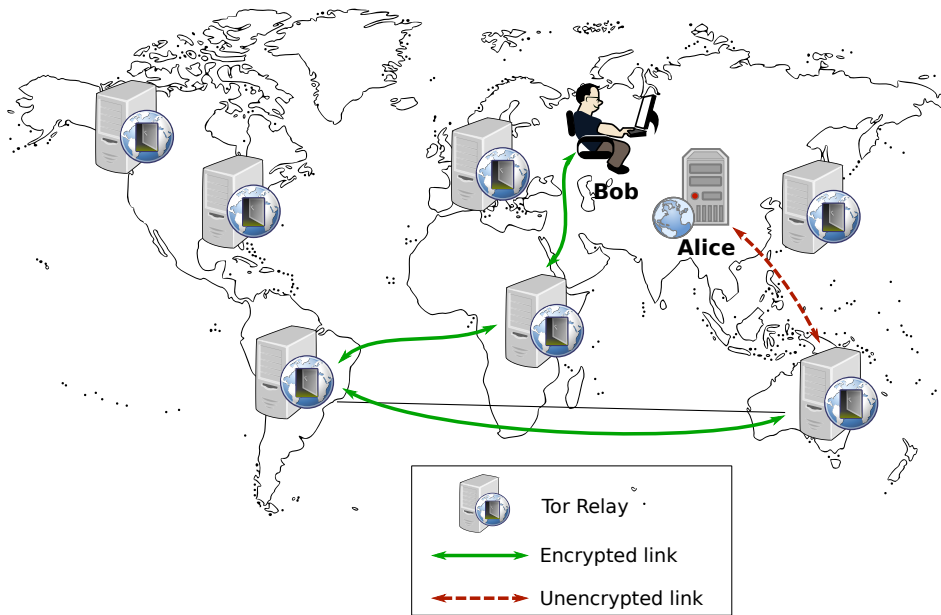 Bob
Alice
Tor Relay
Encrypted link
Unencrypted link